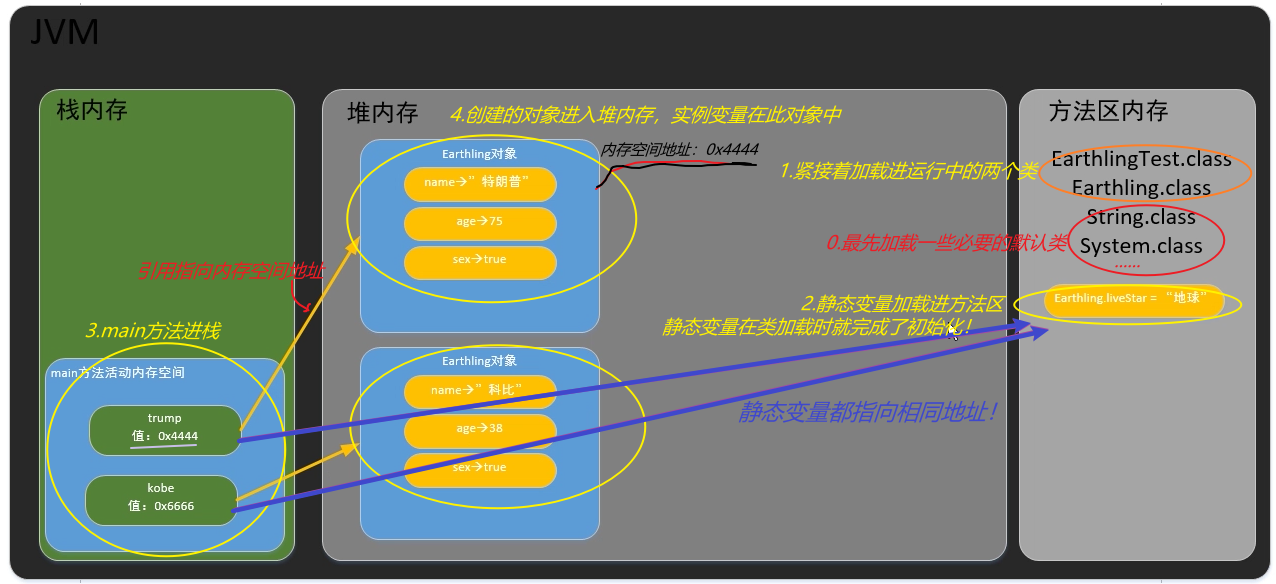 JVM
栈内存
堆内存
方法区内存
4.创建的对象进入堆内存，实例变量在此对象中
Earthling对象
内存空间地址：0x4444
name→”特朗普”
age→75
sex→true
1.紧接着加载进运行中的两个类
EarthlingTest.class
Earthling.class
String.class
System.class
......
0.最先加载一些必要的默认类
引用指向内存空间地址
2.静态变量加载进方法区
静态变量在类加载时就完成了初始化！
Earthling.liveStar = “地球”
3.main方法进栈
main方法活动内存空间
trump
值：0x4444
kobe
值：0x6666
Earthling对象
name→”科比”
age→38
sex→true
静态变量都指向相同地址！